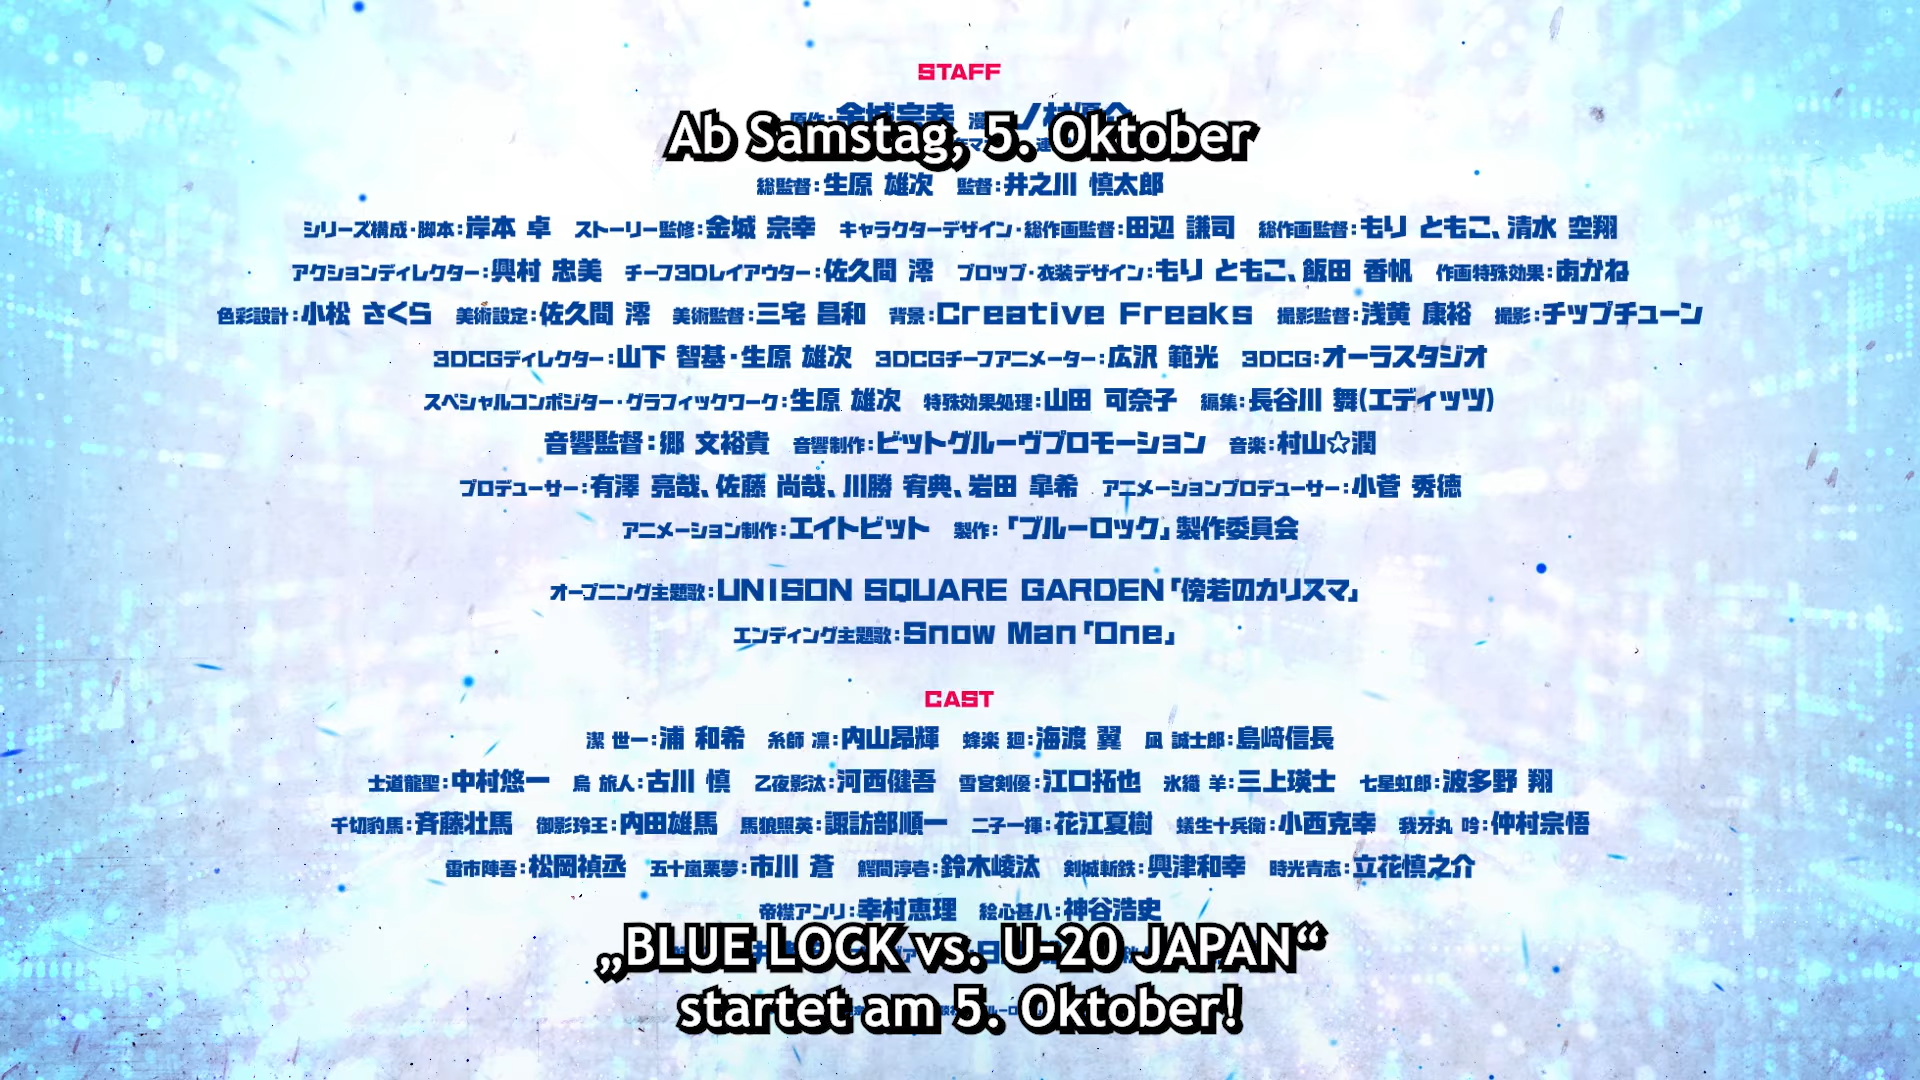 STAFF
Ab Samstag, 5. Oktober
総監督:生原 雄次 監督:井之川 慎太郎
シリーズ構成・脚本:岸本 卓 ストーリー監修:金城 宗幸 キャラクターデザイン・総作画監督:田辺 謙司 総作画監督:もり ともこ、清水 空翔
アクションディレクター:興村 忠美 チーフ3Dレイアウター:佐久間 澪 プロップ・衣装デザイン:もり ともこ、飯田 香帆 作画特殊効果:あかね
色彩設計:小松 さくら 美術設定:佐久間 澪 美術監督:三宅 昌和 背景:Creative Freaks 撮影監督:浅黄 康裕 撮影:チップチューン
3DCGディレクター:山下 智基・生原 雄次 3DCGチーフアニメーター:広沢 範光 3DCG:オーラスタジオ
スペシャルコンポジター・グラフィックワーク:生原 雄次 特殊効果処理:山田 可奈子 編集:長谷川 舞(エディッツ)
音響監督:郷 文裕貴 音響制作:ビットグルーヴプロモーション 音楽:村山☆潤
プロデューサー:有澤 亮哉、佐藤 尚哉、川勝 宥典、岩田 皐希 アニメーションプロデューサー:小菅 秀徳
アニメーション制作:エイトビット 製作:「ブルーロック」製作委員会
オープニング主題歌:UNISON SQUARE GARDEN「傍若のカリスマ」
エンディング主題歌:Snow Man「One」
CAST
潔 世一:浦 和希 糸師 凛:内山昂輝 蜂楽 廻:海渡 翼 凪 誠士郎:島﨑信長
士道龍聖:中村悠一 烏 旅人:古川 慎 乙夜影汰:河西健吾 雪宮剣優:江口拓也 氷織 羊:三上瑛士 七星虹郎:波多野 翔
千切豹馬:斉藤壮馬 御影玲王:内田雄馬 馬狼照英:諏訪部順一 二子一揮:花江夏樹 蟻生十兵衛:小西克幸 我牙丸 吟:仲村宗悟
雷市陣吾:松岡禎丞 五十嵐栗夢:市川 蒼 鰐間淳壱:鈴木崚汰 剣城斬鉄:興津和幸 時光青志:立花慎之介
帝襟アンリ:幸村恵理 絵心甚八:神谷浩史
„BLUE LOCK vs. U-20 JAPAN“
startet am 5. Oktober!